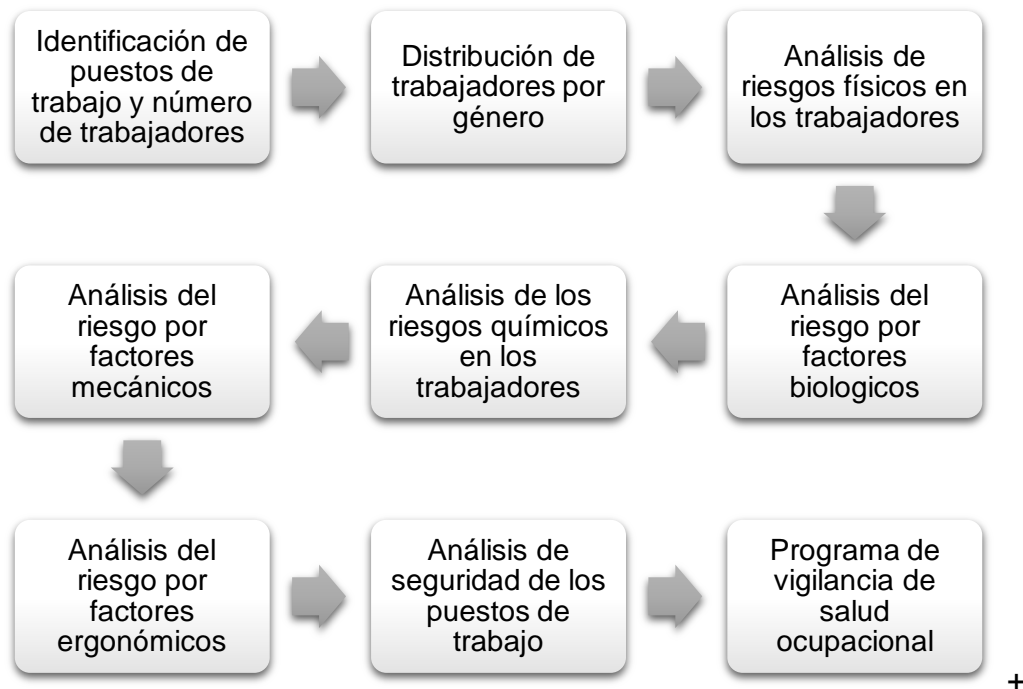 Identificación de
puestos de
trabajo y número
de trabajadores
Distribución de
trabajadores por
género
Análisis de
riesgos físicos en
los trabajadores
Análisis del
riesgo por
factores
biologicos
Análisis de los
riesgos químicos
en los
trabajadores
Análisis del
riesgo por
factores
mecánicos
Análisis del
riesgo por
factores
ergonómicos
Análisis de
seguridad de los
puestos de
trabajo
Programa de
vigilancia de
salud
ocupacional
+